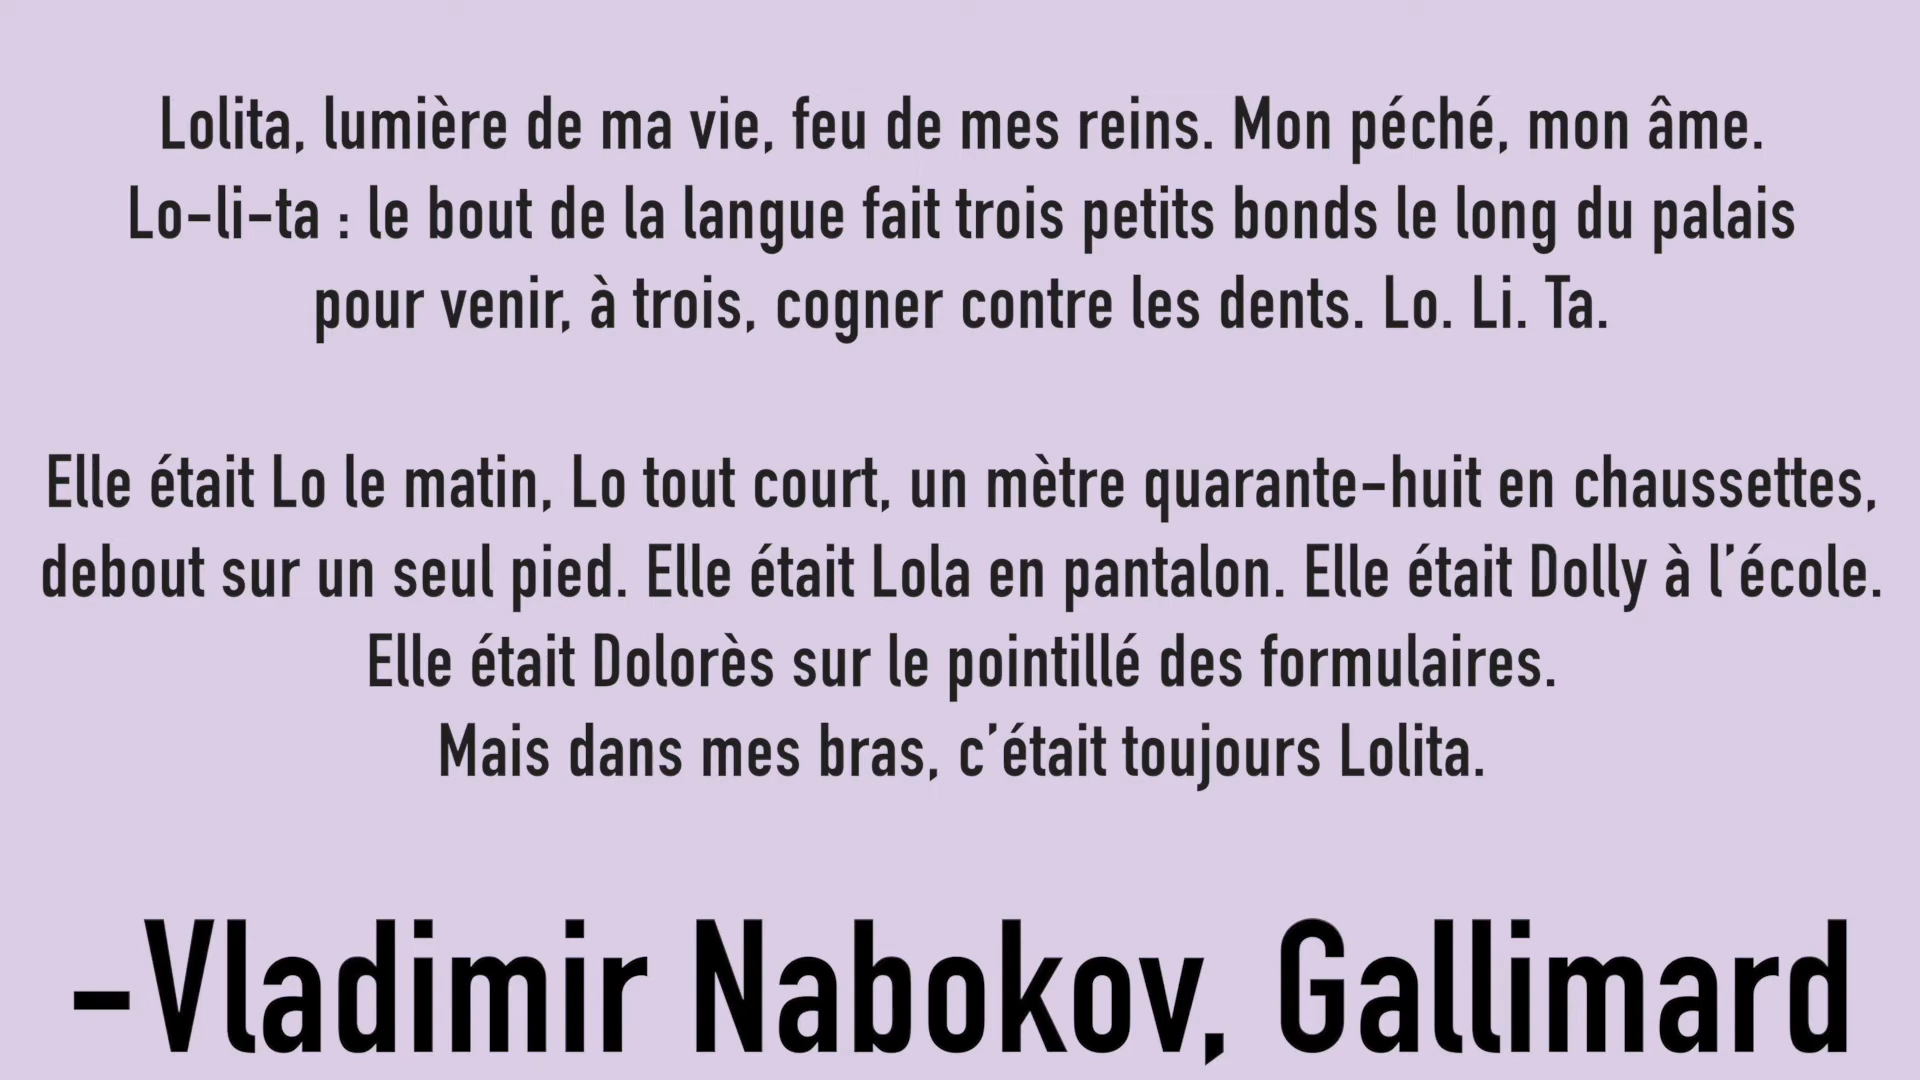 Lolita, lumière de ma vie, feu de mes reins. Mon péché, mon âme.
Lo-li-ta : le bout de la langue fait trois petits bonds le long du palais
pour venir, à trois, cogner contre les dents. Lo. Li. Ta.
Elle était Lo le matin, Lo tout court, un mètre quarante-huit en chaussettes,
debout sur un seul pied. Elle était Lola en pantalon. Elle était Dolly à l’école.
Elle était Dolorès sur le pointillé des formulaires.
Mais dans mes bras, c’était toujours Lolita.
-Vladimir Nabokov, Gallimard